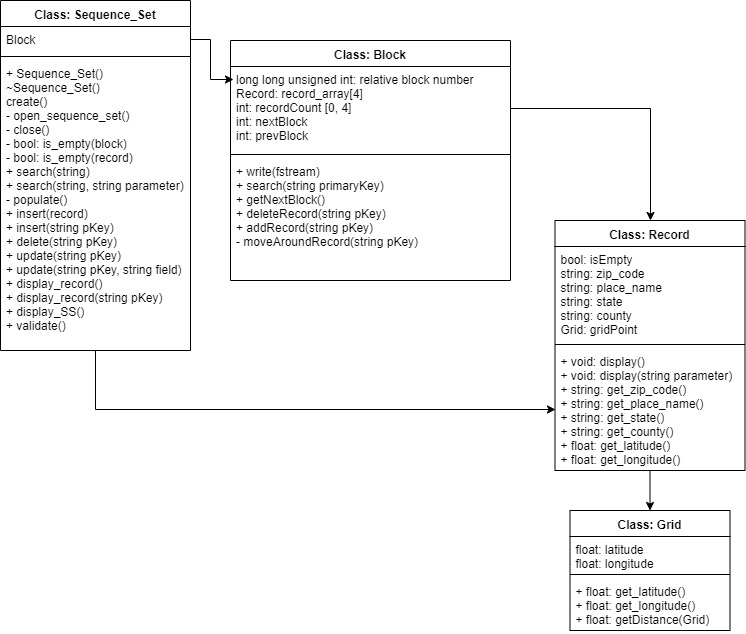 Class: Sequence_Set
Block
+ Sequence_Set()
~Sequence_Set()
create()
- open_sequence_set()
- close()
- bool: is_empty(block)
- bool: is_empty(record)
+ search(string)
+ search(string, string parameter)
- populate()
+ insert(record)
+ insert(string pKey)
+ delete(string pKey)
+ update(string pKey)
+ update(string pKey, string field)
+ display_record()
+ display_record(string pKey)
+ display_SS()
+ validate()
Class: Block
long long unsigned int: relative block number
Record: record_array[4]
int: recordCount [0, 4]
int: nextBlock
int: prevBlock
+ write(fstream)
+ search(string primaryKey)
+ getNextBlock()
+ deleteRecord(string pKey)
+ addRecord(string pKey)
- moveAroundRecord(string pKey)
Class: Record
bool: isEmpty
string: zip_code
string: place_name
string: state
string: county
Grid: gridPoint
+ void: display()
+ void: display(string parameter)
+ string: get_zip_code()
+ string: get_place_name()
+ string: get_state()
+ string: get_county()
+ float: get_latitude()
+ float: get_longitude()
Class: Grid
float: latitude
float: longitude
+ float: get_latitude()
+ float: get_longitude()
+ float: getDistance(Grid)